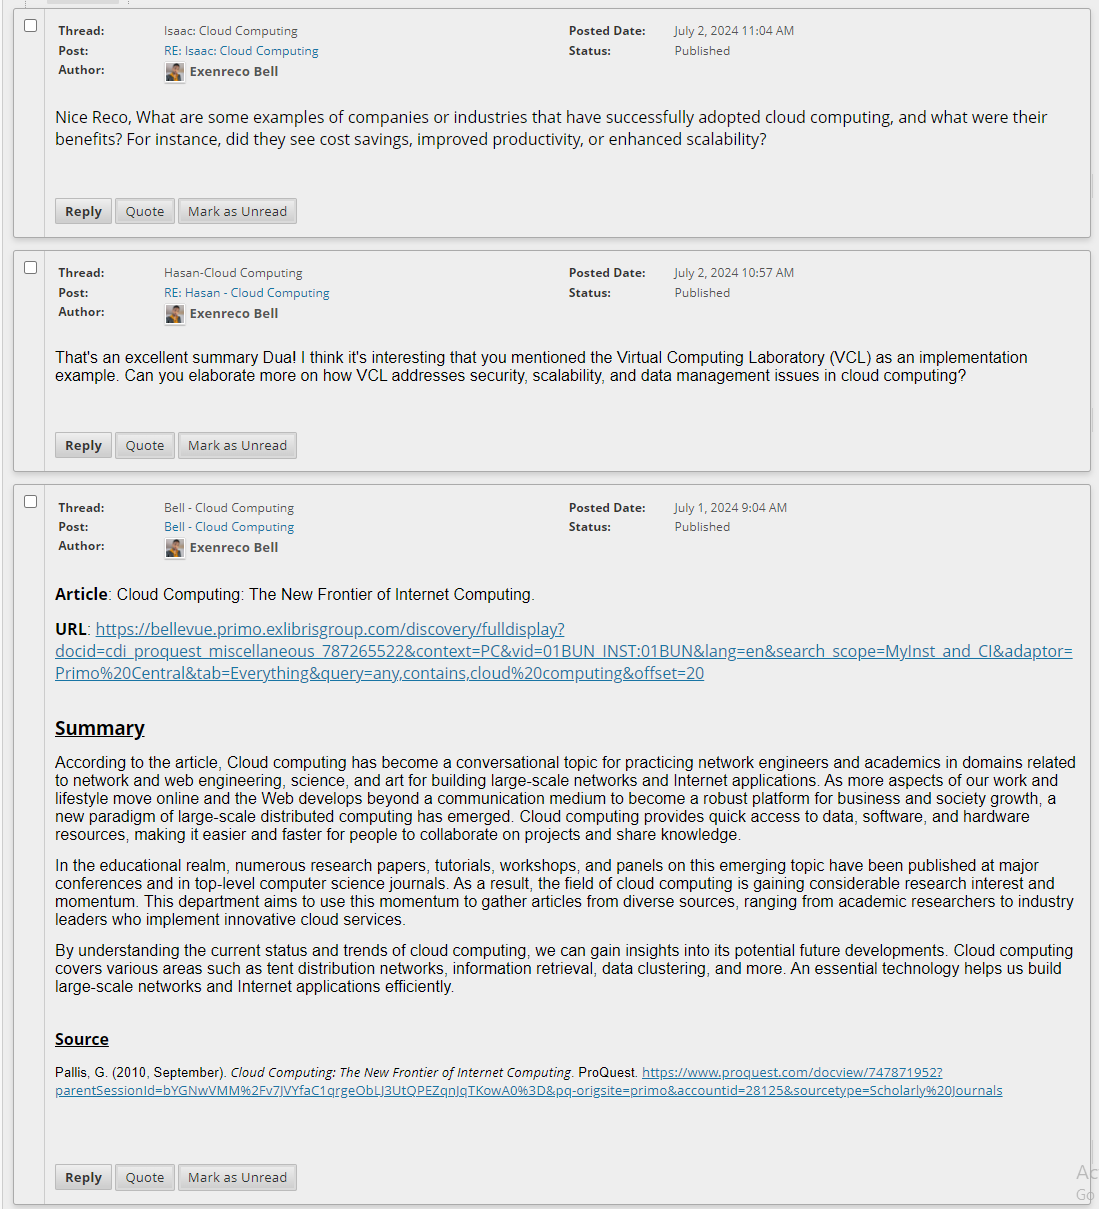 Thread: Isaac: Cloud Computing Posted Date: July 2, 2024 11:04 AM
Post: RE: Isaac: Cloud Computing Status: Published
Author: Exenreco Bell
Nice Reco, What are some examples of companies or industries that have successfully adopted cloud computing, and what were their
benefits? For instance, did they see cost savings, improved productivity, or enhanced scalability?
Reply Quote Mark as Unread
Thread: Hasan-Cloud Computing Posted Date: July 2, 2024 10:57 AM
Post: RE: Hasan - Cloud Computing Status: Published
Author: Exenreco Bell
That's an excellent summary Dua! I think it's interesting that you mentioned the Virtual Computing Laboratory (VCL) as an implementation
example. Can you elaborate more on how VCL addresses security, scalability, and data management issues in cloud computing?
Reply Quote Mark as Unread
Thread: Bell - Cloud Computing Posted Date: July 1, 2024 9:04 AM
Post: Bell - Cloud Computing Status: Published
Author: Exenreco Bell
Article: Cloud Computing: The New Frontier of Internet Computing.
URL: https://bellevue.primo.exlibrisgroup.com/discovery/fulldisplay?
docid=cdi_proquest_miscellaneous_787265522&context=PC&vid=01BUN_INST:01BUN&lang=en&search_scope=MyInst_and_CI&adaptor=
Primo%20Central&tab=Everything&query=any,contains,cloud%20computing&offset=20
Summary
According to the article, Cloud computing has become a conversational topic for practicing network engineers and academics in domains related
to network and web engineering, science, and art for building large-scale networks and Internet applications. As more aspects of our work and
lifestyle move online and the Web develops beyond a communication medium to become a robust platform for business and society growth, a
new paradigm of large-scale distributed computing has emerged. Cloud computing provides quick access to data, software, and hardware
resources, making it easier and faster for people to collaborate on projects and share knowledge.
In the educational realm, numerous research papers, tutorials, workshops, and panels on this emerging topic have been published at major
conferences and in top-level computer science journals. As a result, the field of cloud computing is gaining considerable research interest and
momentum. This department aims to use this momentum to gather articles from diverse sources, ranging from academic researchers to industry
leaders who implement innovative cloud services.
By understanding the current status and trends of cloud computing, we can gain insights into its potential future developments. Cloud computing
covers various areas such as tent distribution networks, information retrieval, data clustering, and more. An essential technology helps us build
large-scale networks and Internet applications efficiently.
Source
Pallis, G. (2010, September). Cloud Computing: The New Frontier of Internet Computing. ProQuest. https://www.proquest.com/docview/747871952?
parentSessionId=bYGNwVMM%2Fv7JVYfaC1qrgeObLJ3UtQPEZqnJqTKowA0%3D&pq-origsite=primo&accountid=28125&sourcetype=Scholarly%20Journals
Ac
Go
Reply Quote Mark as Unread